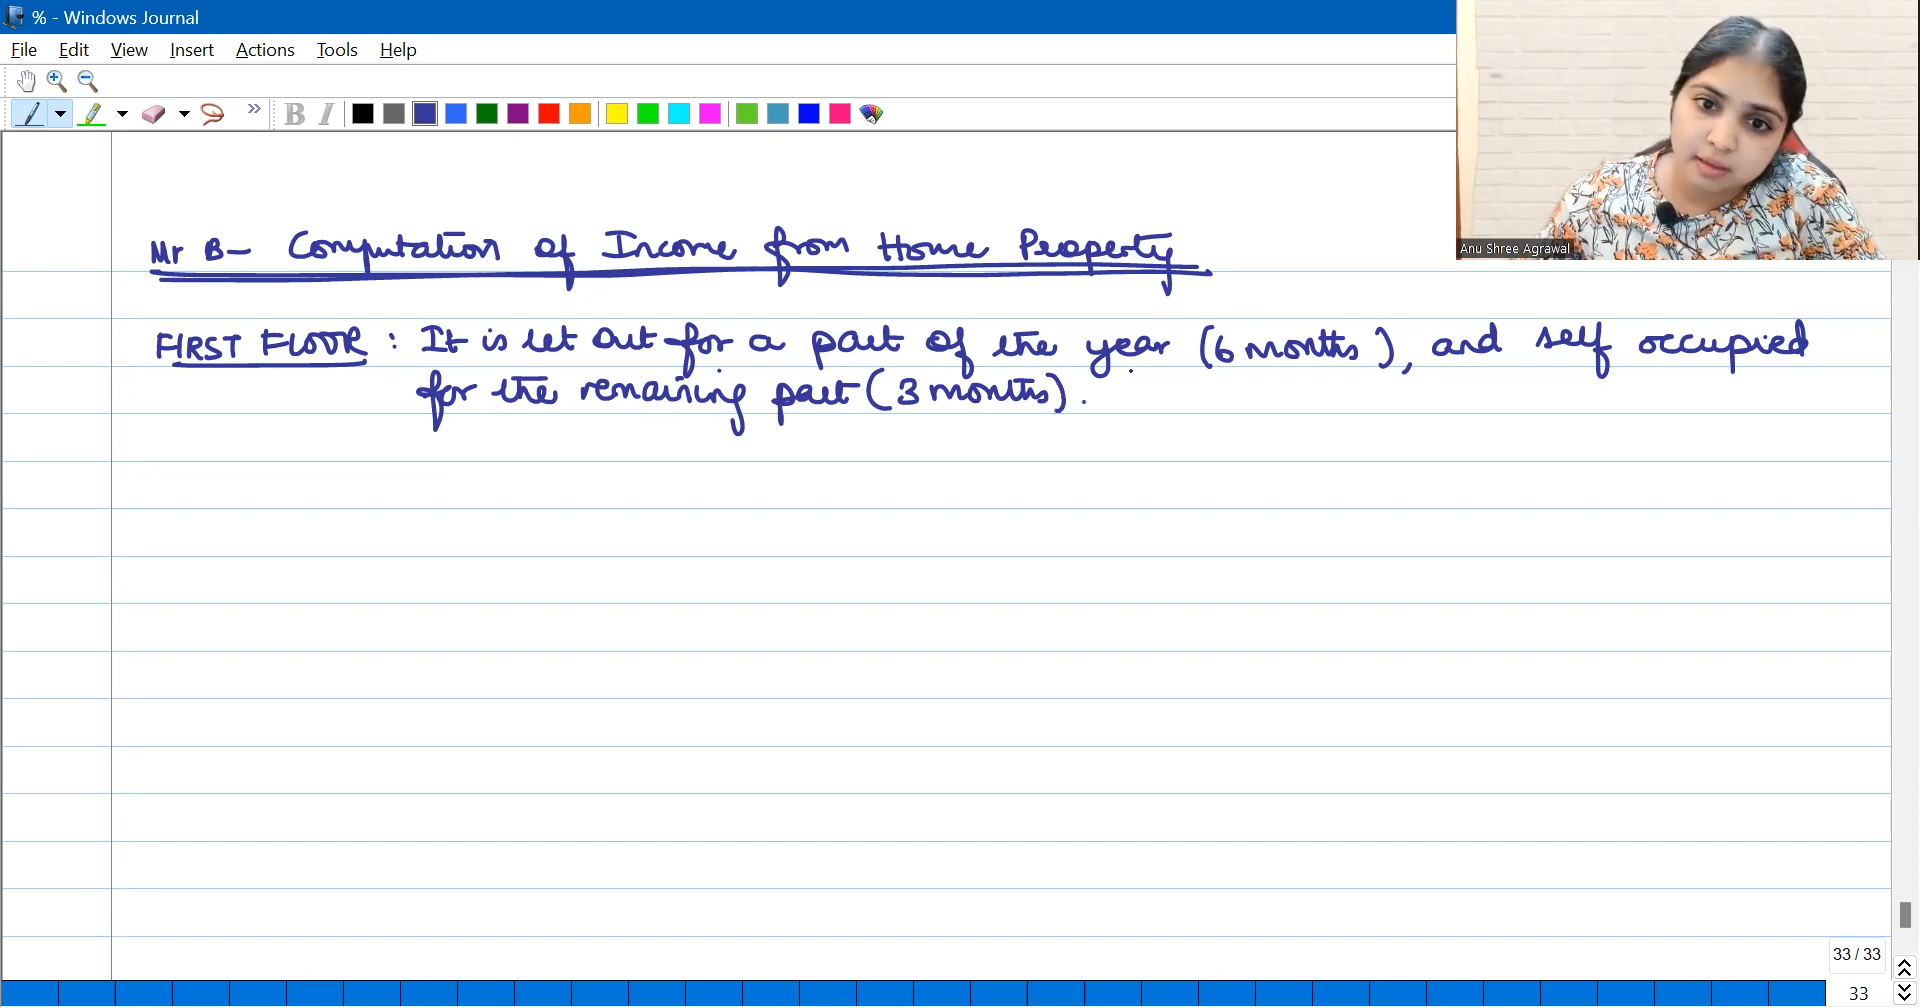 % - Windows Journal
File Edit View Insert Actions Tools Help
B I
Anu Shree Agrawal
Mr B- Computation of Income from House Property
FIRST FLOOR : It is let out for a part of the year (6 months), and self occupied
for the remaining part (3 months).
33 / 33
33